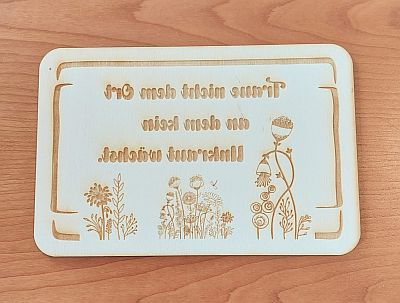 Traue nicht dem Ort
an dem kein
Unkraut wächst.